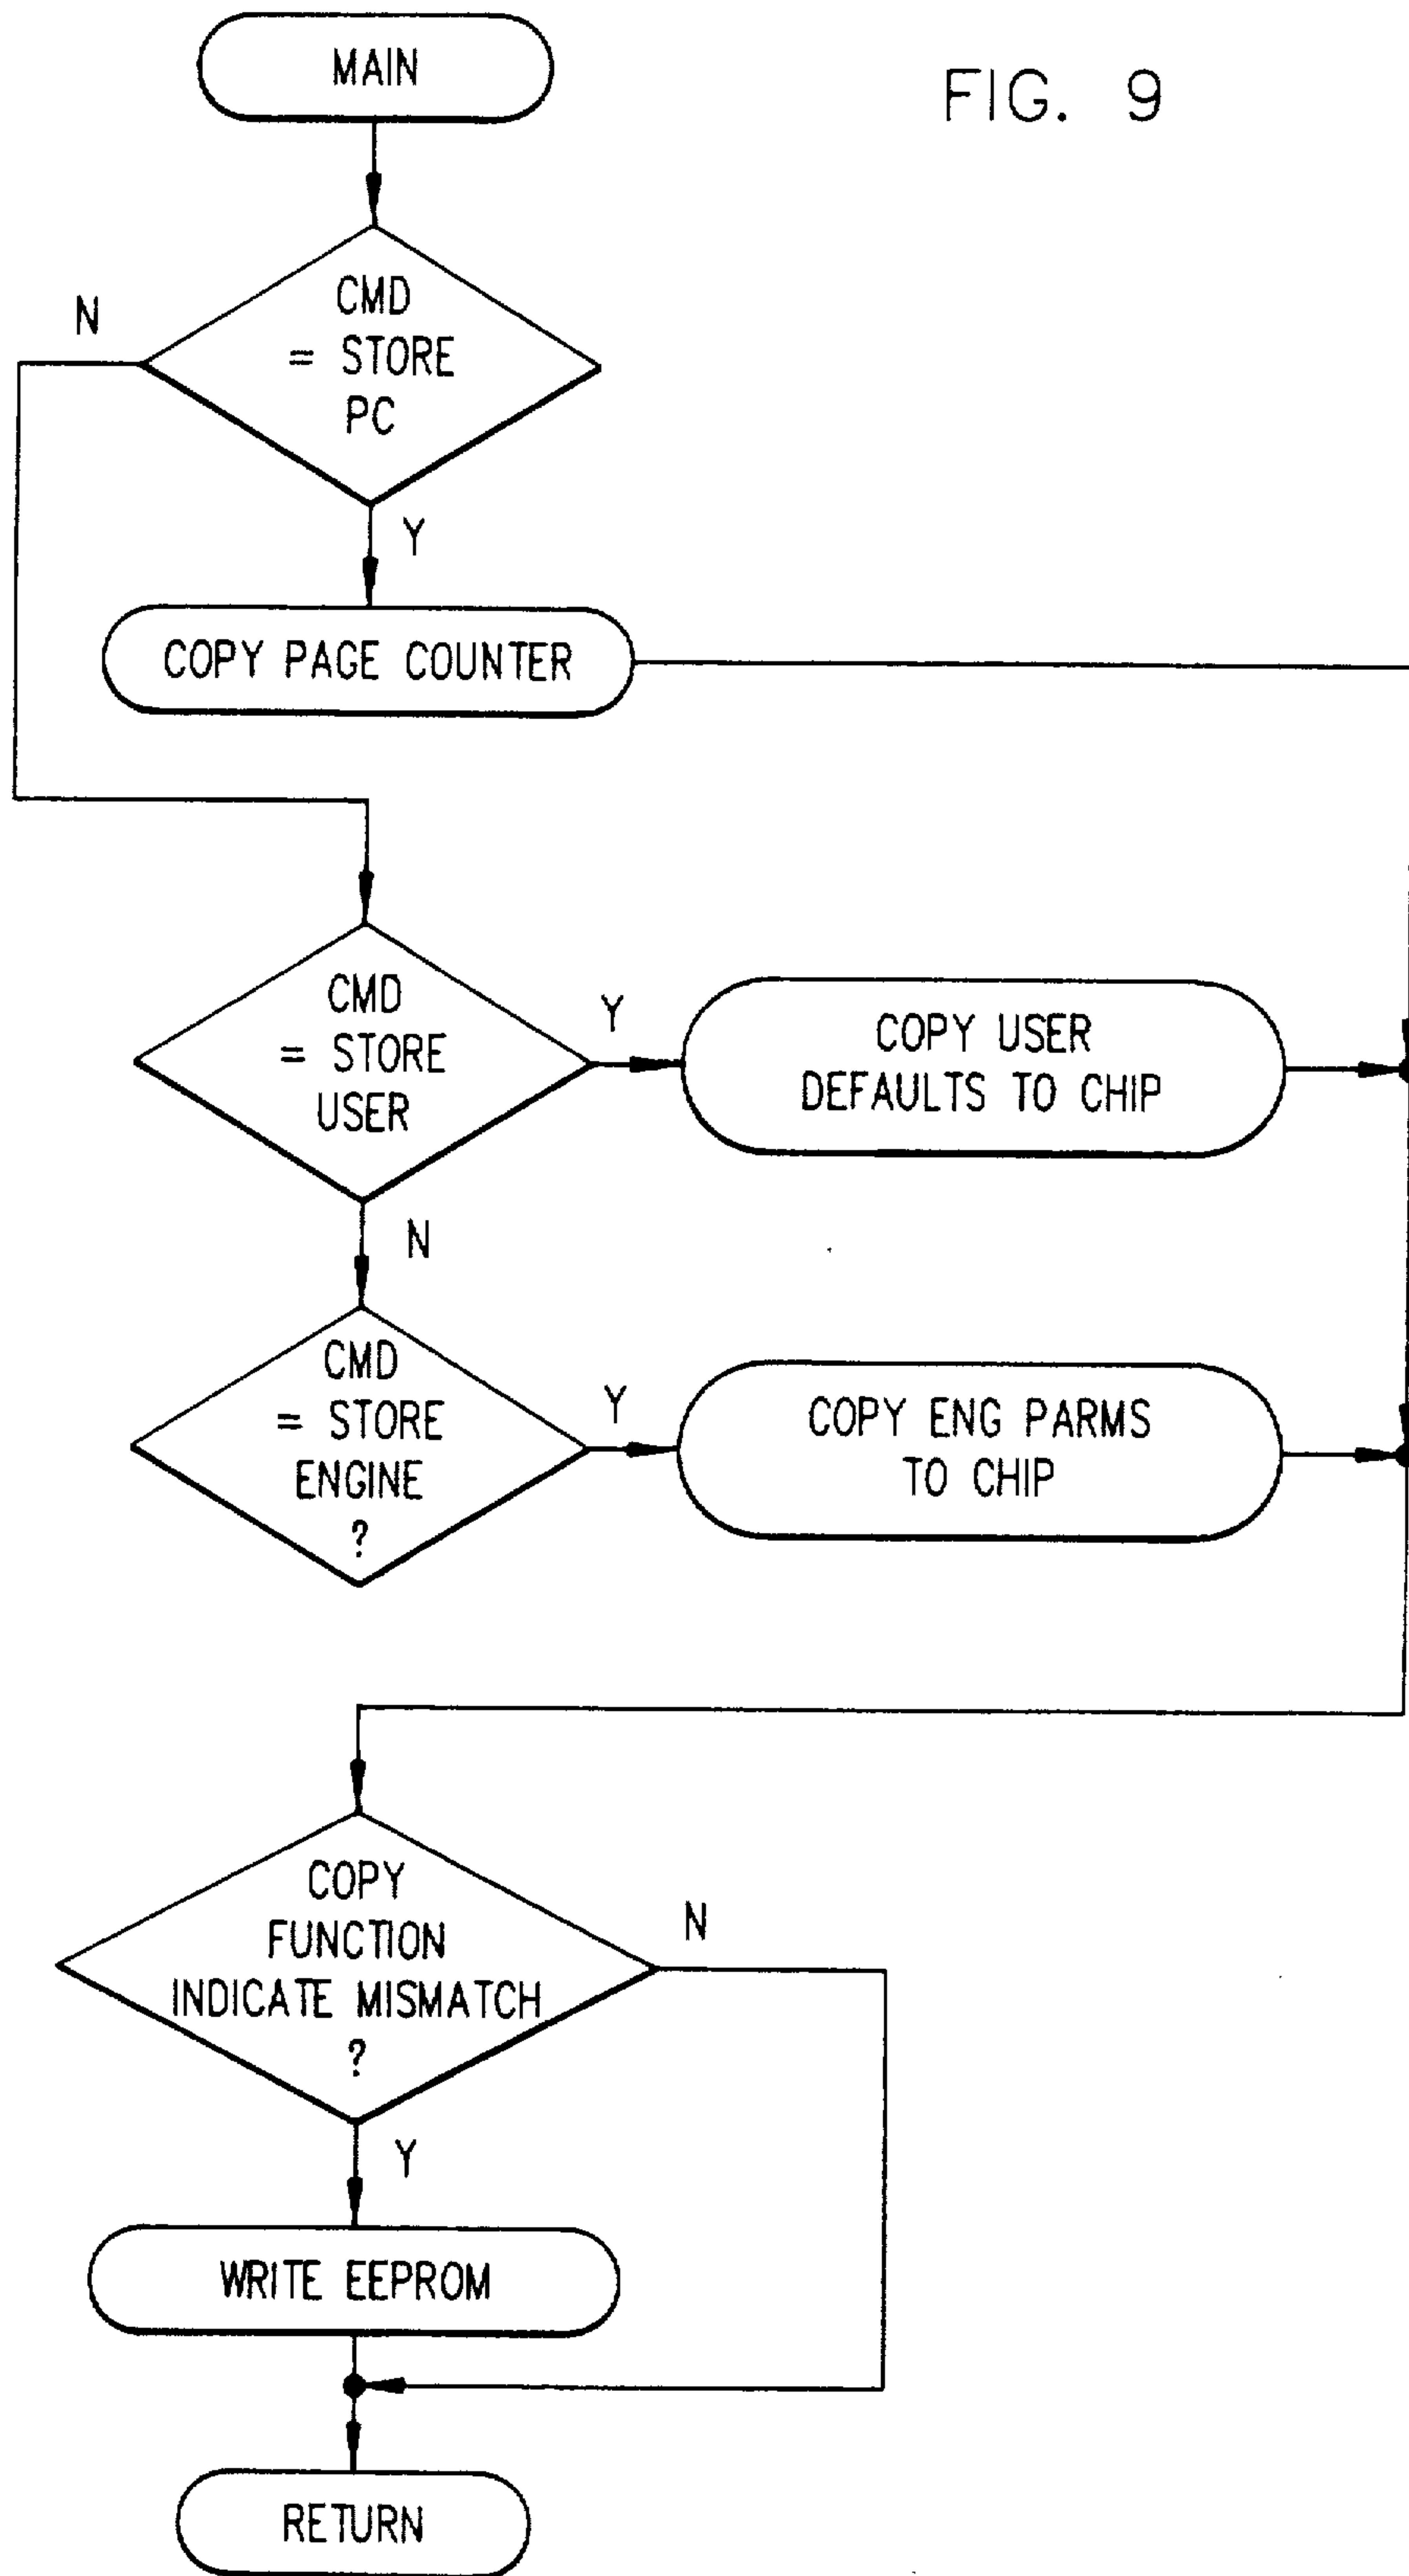 MAIN
FIG. 9
CMD
= STORE
PC
N
Y
COPY PAGE COUNTER
CMD
= STORE
USER
Y
COPY USER
DEFAULTS TO CHIP
N
CMD
= STORE
ENGINE
?
Y
COPY ENG PARMS
TO CHIP
COPY
FUNCTION
INDICATE MISMATCH
?
N
Y
WRITE EEPROM
RETURN